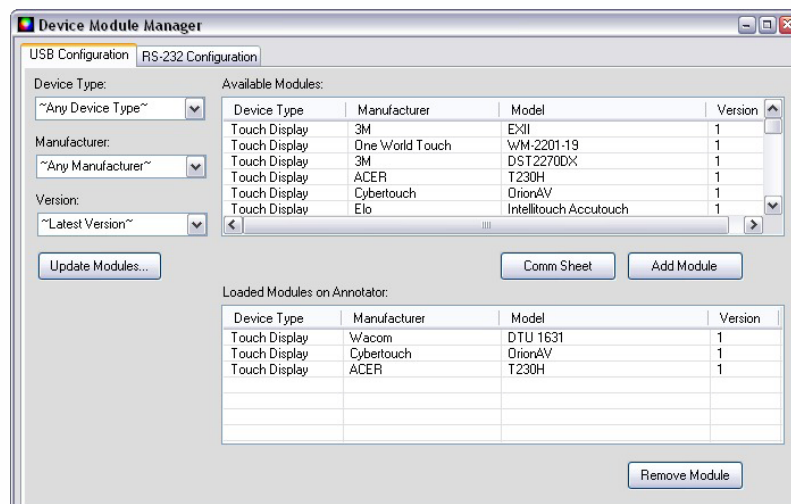 Device Module Manager
USB Configuration RS-232 Configuration
Device Type:
~Any Device Type~
Manufacturer:
~Any Manufacturer~
Version:
~Latest Version~
Update Modules...
Available Modules:
Device Type Manufacturer Model Version
Touch Display 3M EXII 1
Touch Display One World Touch WM-2201-19 1
Touch Display 3M DST2270DX 1
Touch Display ACER T230H 1
Touch Display Cybertouch OrionAV 1
Touch Display Elo Intellitouch Accutouch 1
Comm Sheet Add Module
Loaded Modules on Annotator:
Device Type Manufacturer Model Version
Touch Display Wacom DTU 1631 1
Touch Display Cybertouch OrionAV 1
Touch Display ACER T230H 1
Remove Module